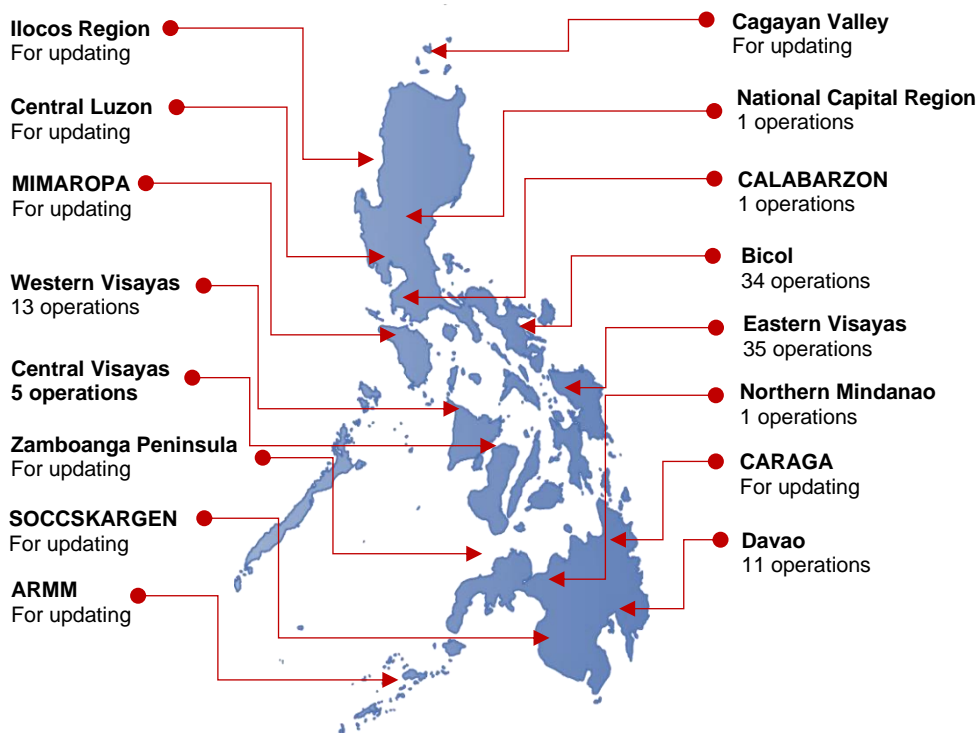 Ilocos Region
For updating
Central Luzon
For updating
MIMAROPA
For updating
Western Visayas
13 operations
Central Visayas
5 operations
Zamboanga Peninsula
For updating
SOCCSKARGEN
For updating
ARMM
For updating
Cagayan Valley
For updating
National Capital Region
1 operations
CALABARZON
1 operations
Bicol
34 operations
Eastern Visayas
35 operations
Northern Mindanao
1 operations
CARAGA
For updating
Davao
11 operations